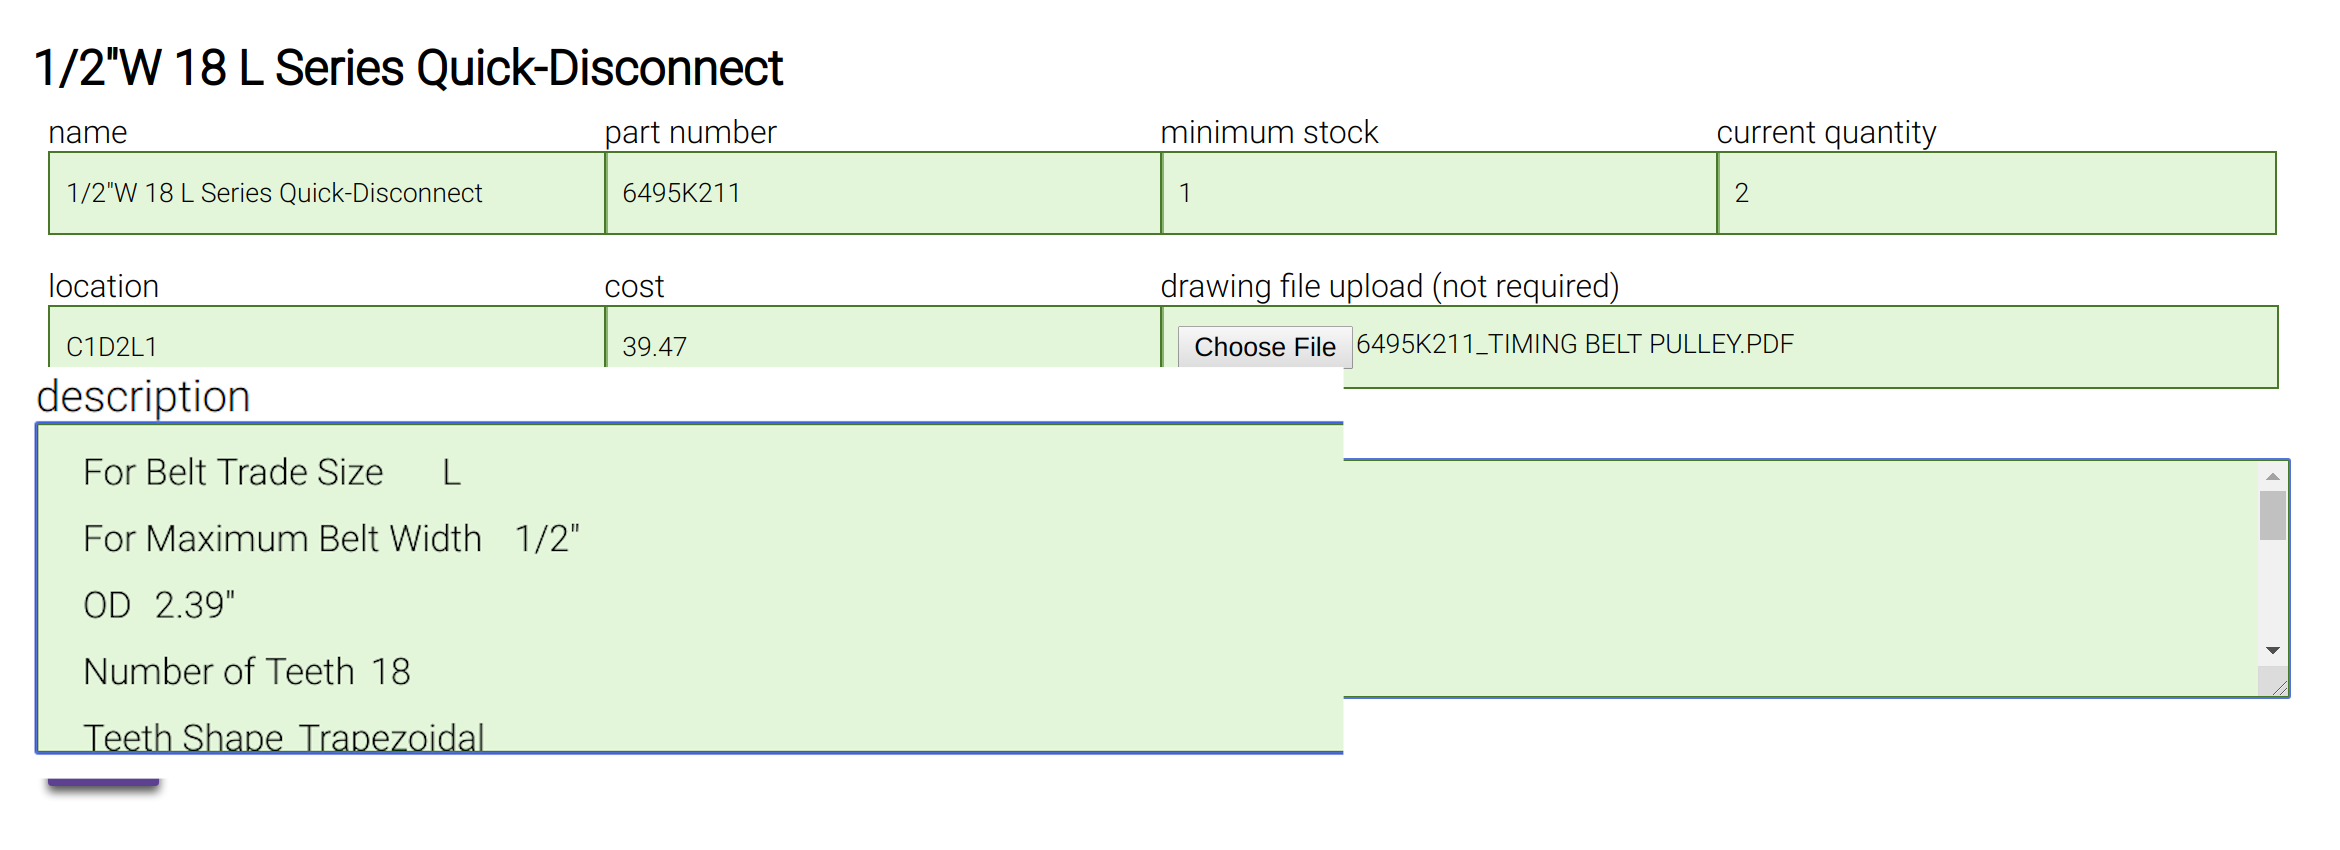 1/2"W 18 L Series Quick-Disconnect
name part number minimum stock current quantity
1/2"W 18 L Series Quick-Disconnect 6495K211 1 2
location cost drawing file upload (not required)
C1D2L1 39.47 Choose File 6495K211_TIMING BELT PULLEY.PDF
description
For Belt Trade Size L
For Maximum Belt Width 1/2"
OD 2.39"
Number of Teeth 18
Teeth Shape Trapezoidal